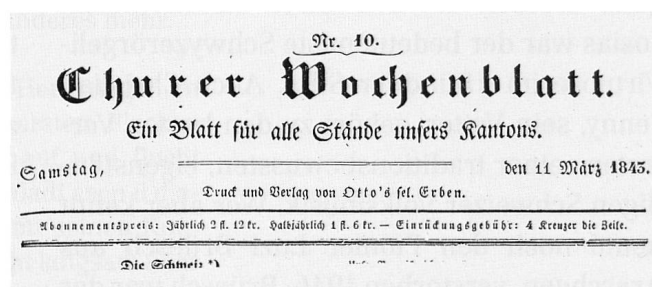 Nr. 10.
Churer Wochenblatt.
Ein Blatt für alle Stände unsers Kantons.
Samstag, den 11 März 1843.
Druck und Verlag von Otto's sel. Erben.
Abonnementspreis: Jährlich 2 fl. 12 kr. Halbjährlich 1 fl. 6 kr. — Einrückungsgebühr: 4 Kreuzer die Zeile.
Die Schweiz *)